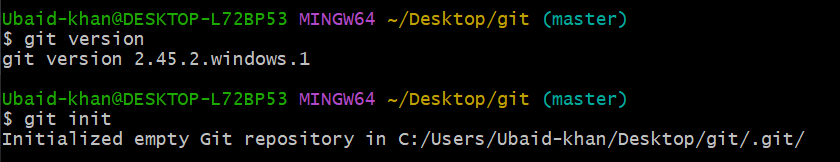 Ubaid-khan@DESKTOP-L72BP53 MINGW64 ~/Desktop/git (master)
$ git version
git version 2.45.2.windows.1
Ubaid-khan@DESKTOP-L72BP53 MINGW64 ~/Desktop/git (master)
$ git init
Initialized empty Git repository in C:/Users/Ubaid-khan/Desktop/git/.git/